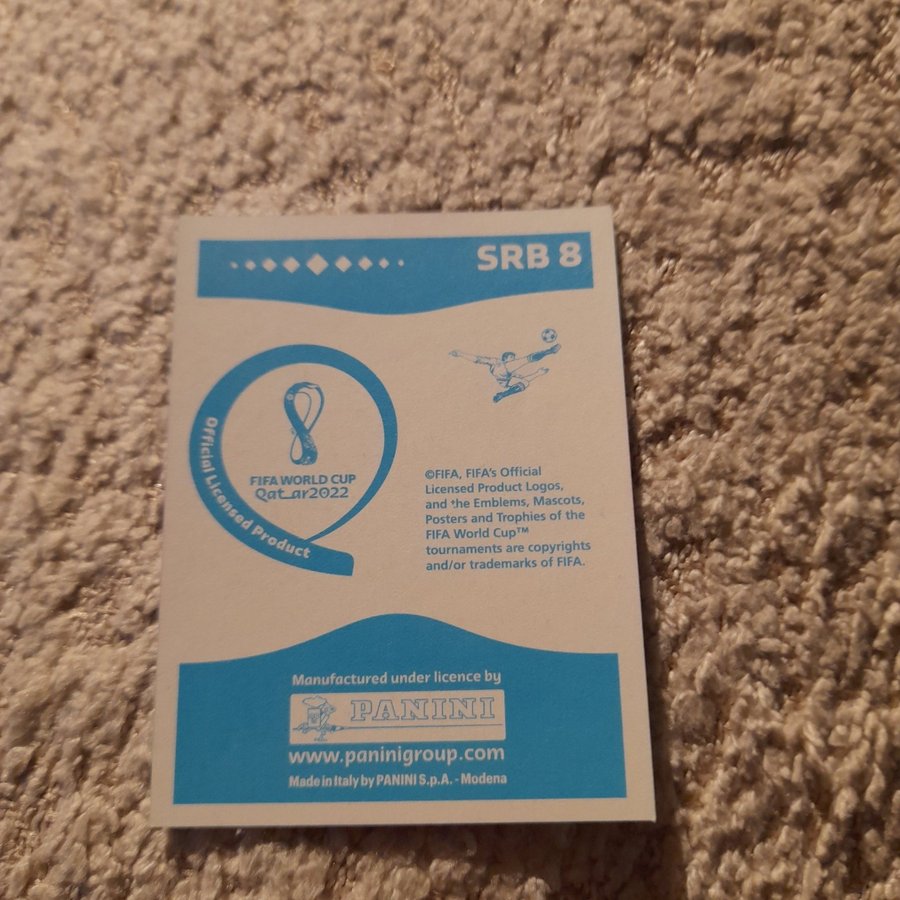 SRB 8
Official Licensed Product
FIFA WORLD CUP
Qatar2022
©FIFA, FIFA's Official
Licensed Product Logos,
and the Emblems, Mascots,
Posters and Trophies of the
FIFA World Cup™
tournaments are copyrights
and/or trademarks of FIFA.
Manufactured under licence by
PANINI
www.paninigroup.com
Made in Italy by PANINI S.p.A. - Modena